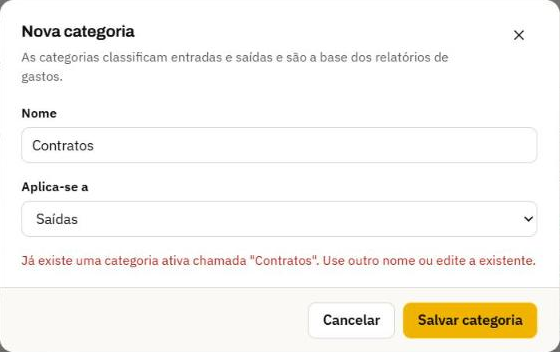 Nova categoria
As categorias classificam entradas e saídas e são a base dos relatórios de
gastos.
Nome
Contratos
Aplica-se a
Saídas
Já existe uma categoria ativa chamada "Contratos". Use outro nome ou edite a existente.
Cancelar
Salvar categoria